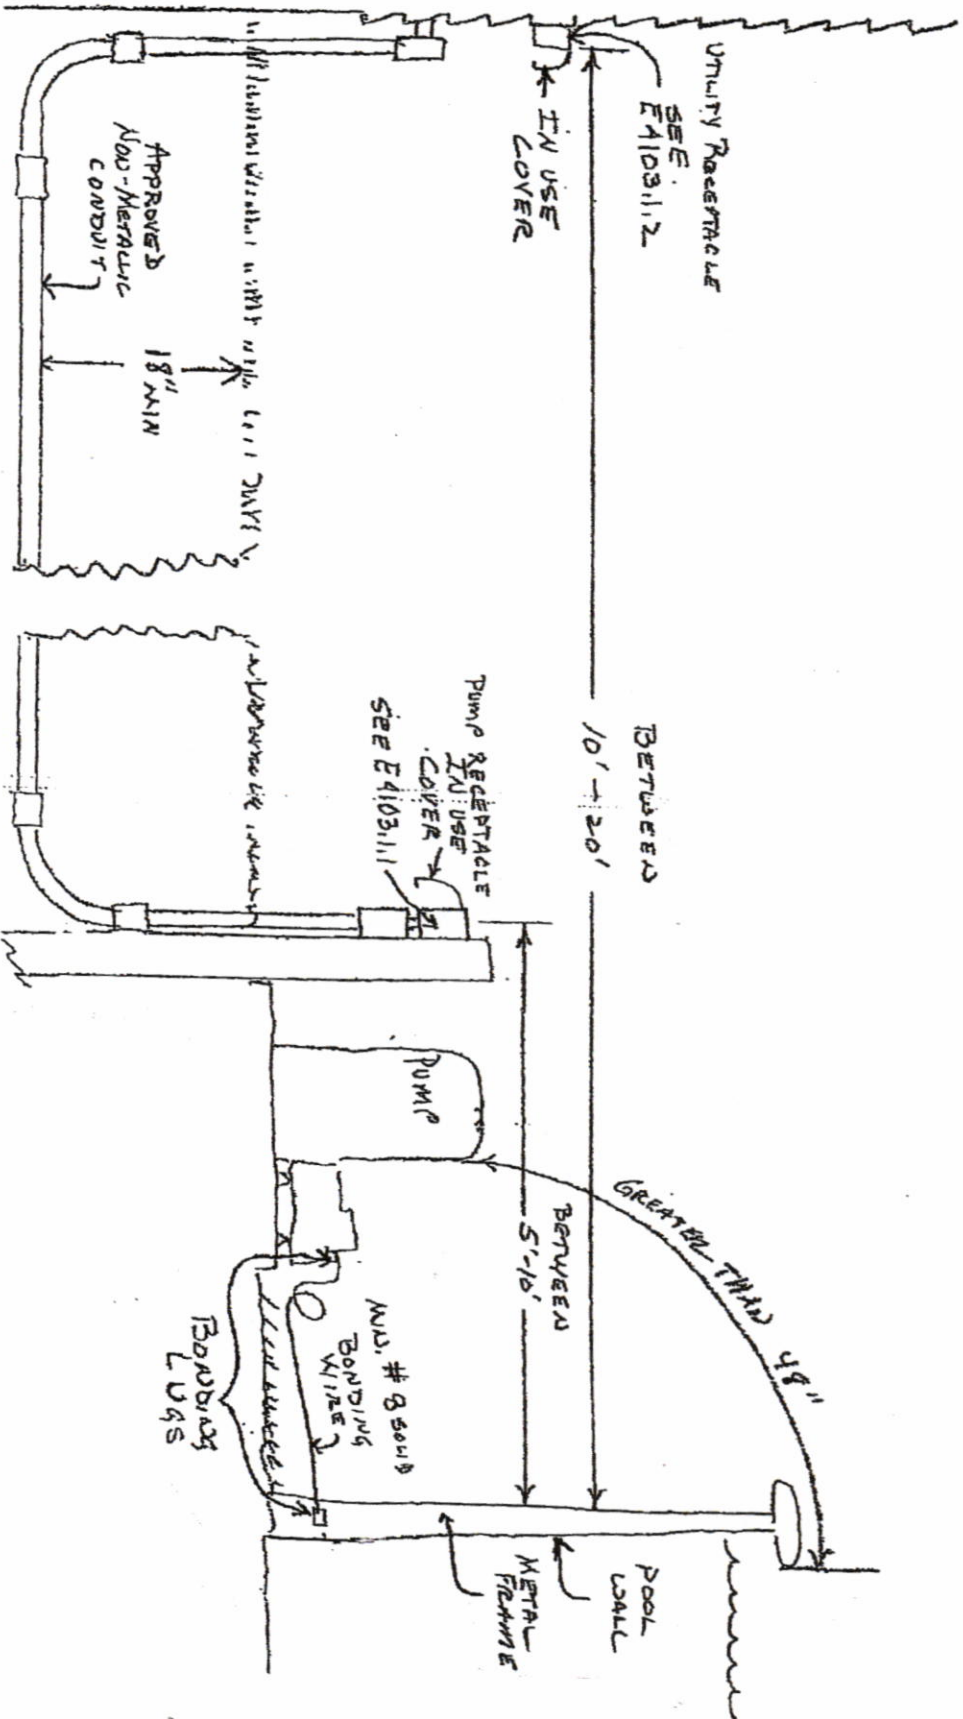 UTILITY RECEPTACLE
SEE
E4103.1.2
IN USE
COVER
BETWEEN
10' → 20'
APPROVED
NON-METALLIC
CONDUIT
18" MIN
PUMP RECEPTACLE
IN USE
COVER
SEE E4103.1.1
PUMP
GREATER THAN 48"
BETWEEN
5'-10'
MIN. #8 SOLID
BONDING
WIRE
BONDING
LUGS
POOL
WALL
METAL
FRAME